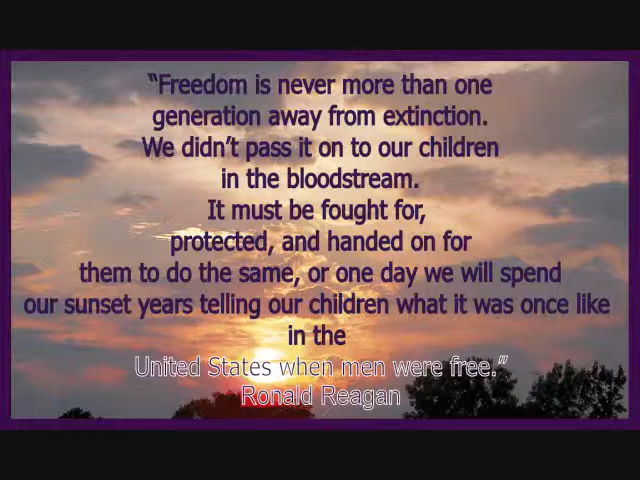 “Freedom is never more than one
generation away from extinction.
We didn’t pass it on to our children
in the bloodstream.
It must be fought for,
protected, and handed on for
them to do the same, or one day we will spend
our sunset years telling our children what it was once like
in the
United States when men were free.”
Ronald Reagan